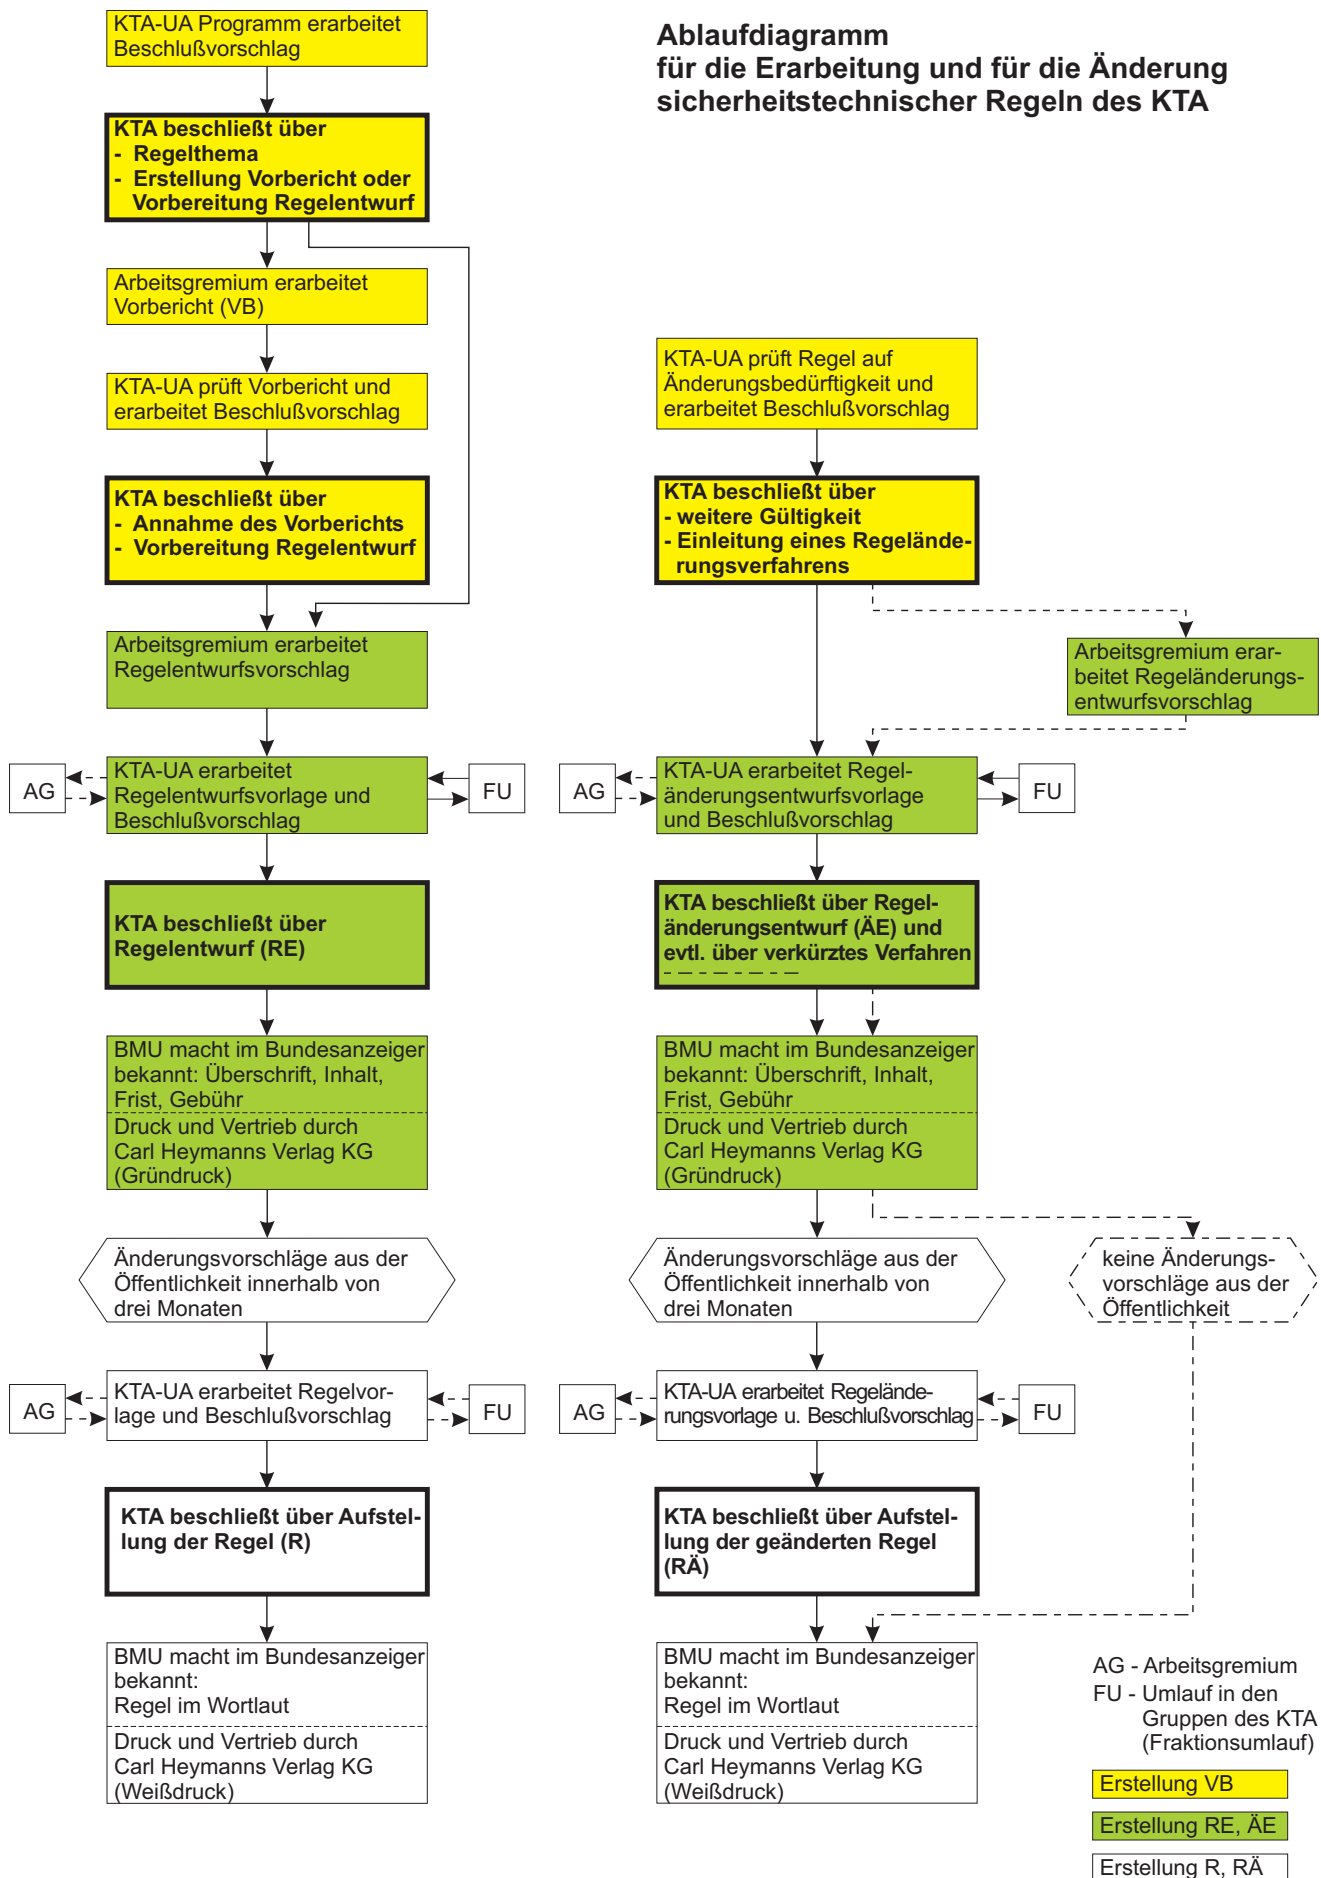 Ablaufdiagramm
für die Erarbeitung und für die Änderung
sicherheitstechnischer Regeln des KTA
KTA-UA Programm erarbeitet
Beschlußvorschlag
KTA beschließt über
- Regelthema
- Erstellung Vorbericht oder
Vorbereitung Regelentwurf
Arbeitsgremium erarbeitet
Vorbericht (VB)
KTA-UA prüft Vorbericht und
erarbeitet Beschlußvorschlag
KTA beschließt über
- Annahme des Vorberichts
- Vorbereitung Regelentwurf
Arbeitsgremium erarbeitet
Regelentwurfsvorschlag
AG
KTA-UA erarbeitet
Regelentwurfsvorlage und
Beschlußvorschlag
FU
KTA beschließt über
Regelentwurf (RE)
BMU macht im Bundesanzeiger
bekannt: Überschrift, Inhalt,
Frist, Gebühr
Druck und Vertrieb durch
Carl Heymanns Verlag KG
(Gründruck)
Änderungsvorschläge aus der
Öffentlichkeit innerhalb von
drei Monaten
AG
KTA-UA erarbeitet Regelvor-
lage und Beschlußvorschlag
FU
KTA beschließt über Aufstel-
lung der Regel (R)
BMU macht im Bundesanzeiger
bekannt:
Regel im Wortlaut
Druck und Vertrieb durch
Carl Heymanns Verlag KG
(Weißdruck)
KTA-UA prüft Regel auf
Änderungsbedürftigkeit und
erarbeitet Beschlußvorschlag
KTA beschließt über
- weitere Gültigkeit
- Einleitung eines Regelände-
rungsverfahrens
Arbeitsgremium erar-
beitet Regeländerungs-
entwurfsvorschlag
AG
KTA-UA erarbeitet Regel-
änderungsentwurfsvorlage
und Beschlußvorschlag
FU
KTA beschließt über Regel-
änderungsentwurf (ÄE) und
evtl. über verkürztes Verfahren
BMU macht im Bundesanzeiger
bekannt: Überschrift, Inhalt,
Frist, Gebühr
Druck und Vertrieb durch
Carl Heymanns Verlag KG
(Gründruck)
Änderungsvorschläge aus der
Öffentlichkeit innerhalb von
drei Monaten
keine Änderungs-
vorschläge aus der
Öffentlichkeit
AG
KTA-UA erarbeitet Regelände-
rungsvorlage u. Beschlußvorschlag
FU
KTA beschließt über Aufstel-
lung der geänderten Regel
(RÄ)
BMU macht im Bundesanzeiger
bekannt:
Regel im Wortlaut
Druck und Vertrieb durch
Carl Heymanns Verlag KG
(Weißdruck)
AG - Arbeitsgremium
FU - Umlauf in den
Gruppen des KTA
(Fraktionsumlauf)
Erstellung VB
Erstellung RE, ÄE
Erstellung R, RÄ